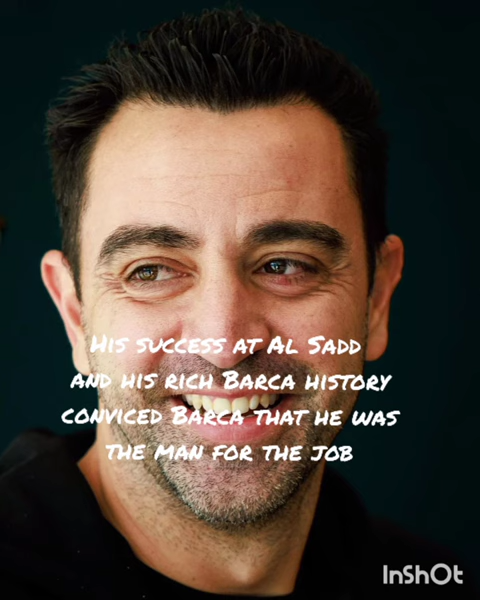 His success at Al Sadd
and his rich Barca history
conviced Barca that he was
the man for the job
InShOt